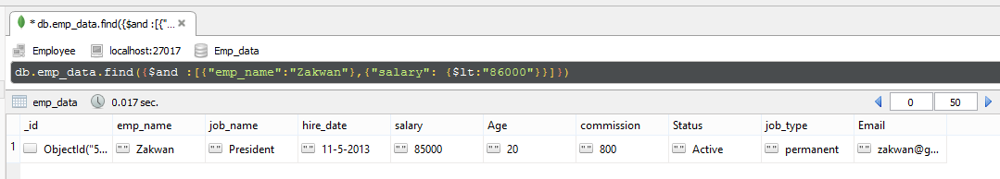 * db.emp_data.find({$and :[{"... ×
Employee localhost:27017 Emp_data
db.emp_data.find({$and :[{"emp_name":"Zakwan"},{"salary": {$lt:"86000"}}]})
emp_data 0.017 sec. 0 50
_id emp_name job_name hire_date salary Age commission Status job_type Email
1 ObjectId("5... "" Zakwan "" President "" 11-5-2013 "" 85000 "" 20 "" 800 "" Active "" permanent "" zakwan@g...